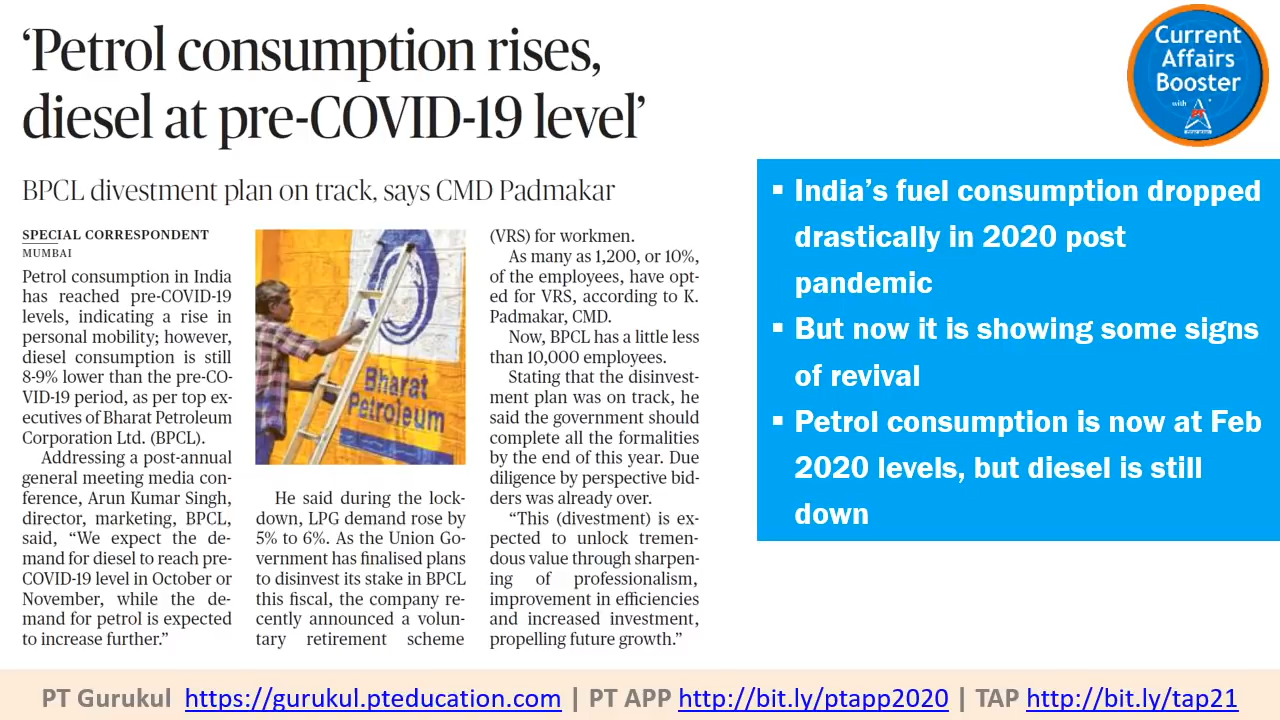 ‘Petrol consumption rises,
diesel at pre-COVID-19 level’
BPCL divestment plan on track, says CMD Padmakar
SPECIAL CORRESPONDENT
MUMBAI
Petrol consumption in India
has reached pre-COVID-19
levels, indicating a rise in
personal mobility; however,
diesel consumption is still
8-9% lower than the pre-CO-
VID-19 period, as per top ex-
ecutives of Bharat Petroleum
Corporation Ltd. (BPCL).
Addressing a post-annual
general meeting media con-
ference, Arun Kumar Singh,
director, marketing, BPCL,
said, “We expect the de-
mand for diesel to reach pre-
COVID-19 level in October or
November, while the de-
mand for petrol is expected
to increase further.”
Bharat
Petroleum
He said during the lock-
down, LPG demand rose by
5% to 6%. As the Union Go-
vernment has finalised plans
to disinvest its stake in BPCL
this fiscal, the company re-
cently announced a volun-
tary retirement scheme
(VRS) for workmen.
As many as 1,200, or 10%,
of the employees, have opt-
ed for VRS, according to K.
Padmakar, CMD.
Now, BPCL has a little less
than 10,000 employees.
Stating that the disinvest-
ment plan was on track, he
said the government should
complete all the formalities
by the end of this year. Due
diligence by perspective bid-
ders was already over.
“This (divestment) is ex-
pected to unlock tremen-
dous value through sharpen-
ing of professionalism,
improvement in efficiencies
and increased investment,
propelling future growth.”
Current
Affairs
Booster
with
PT
▪ India’s fuel consumption dropped
drastically in 2020 post
pandemic
▪ But now it is showing some signs
of revival
▪ Petrol consumption is now at Feb
2020 levels, but diesel is still
down
PT Gurukul https://gurukul.pteducation.com | PT APP http://bit.ly/ptapp2020 | TAP http://bit.ly/tap21